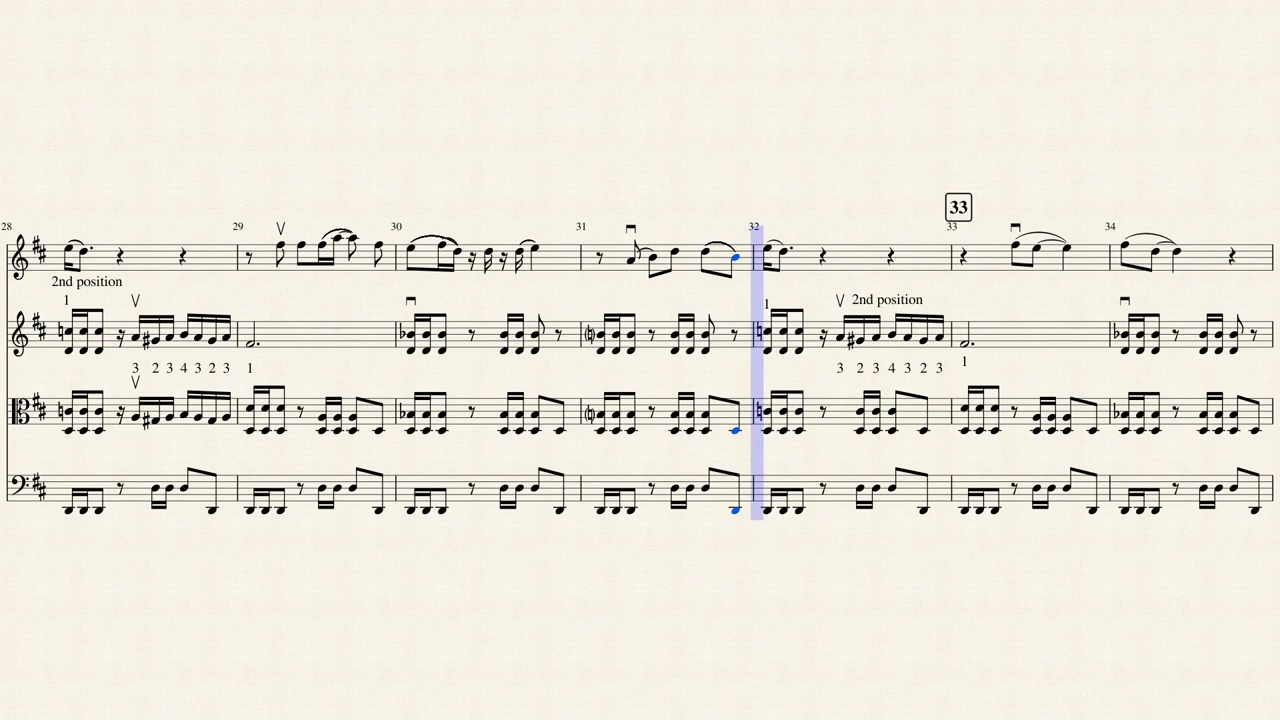 33
28 29 30 31 32 33 34
2nd position
1
1 2nd position
3 2 3 4 3 2 3 1 3 2 3 4 3 2 3 1